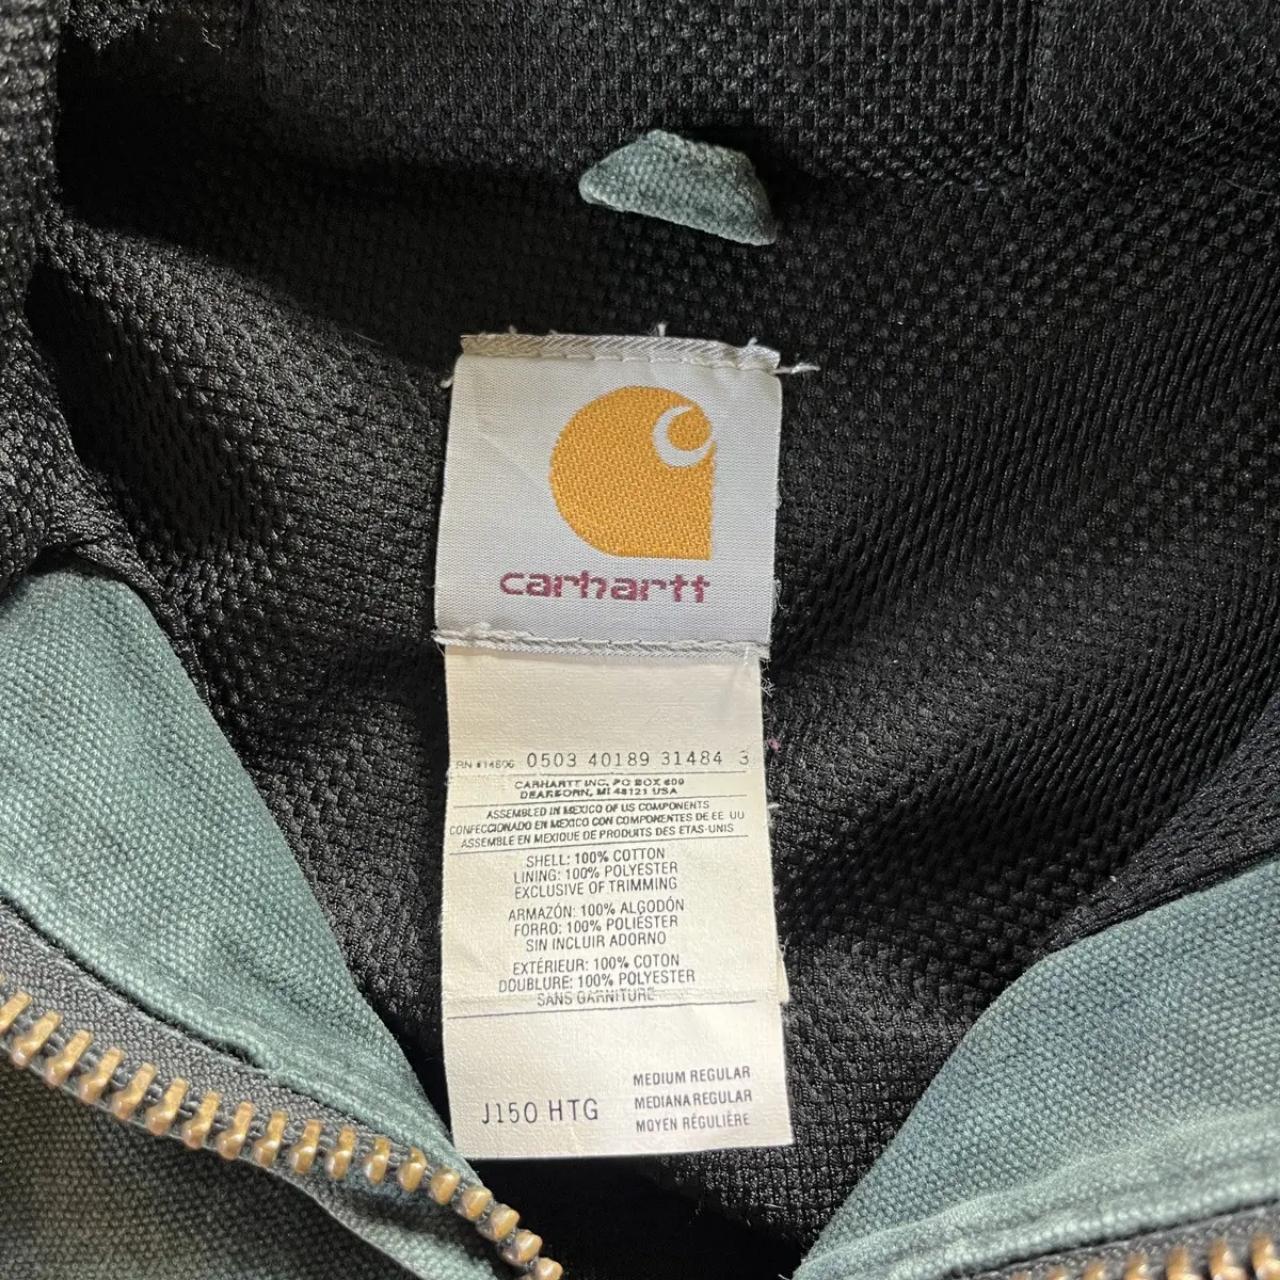 carhartt
RN #14806 0503 40189 31484 3
CARHARTT INC, PO BOX 600
DEARBORN, MI 48121 USA
ASSEMBLED IN MEXICO OF US COMPONENTS
CONFECCIONADO EN MEXICO CON COMPONENTES DE EE UU
ASSEMBLE EN MEXIQUE DE PRODUITS DES ETAS-UNIS
SHELL: 100% COTTON
LINING: 100% POLYESTER
EXCLUSIVE OF TRIMMING
ARMAZÓN: 100% ALGODÓN
FORRO: 100% POLIÉSTER
SIN INCLUIR ADORNO
EXTÉRIEUR: 100% COTON
DOUBLURE: 100% POLYESTER
SANS GARNITURE
MEDIUM REGULAR
J150 HTG MEDIANA REGULAR
MOYEN RÉGULIÈRE